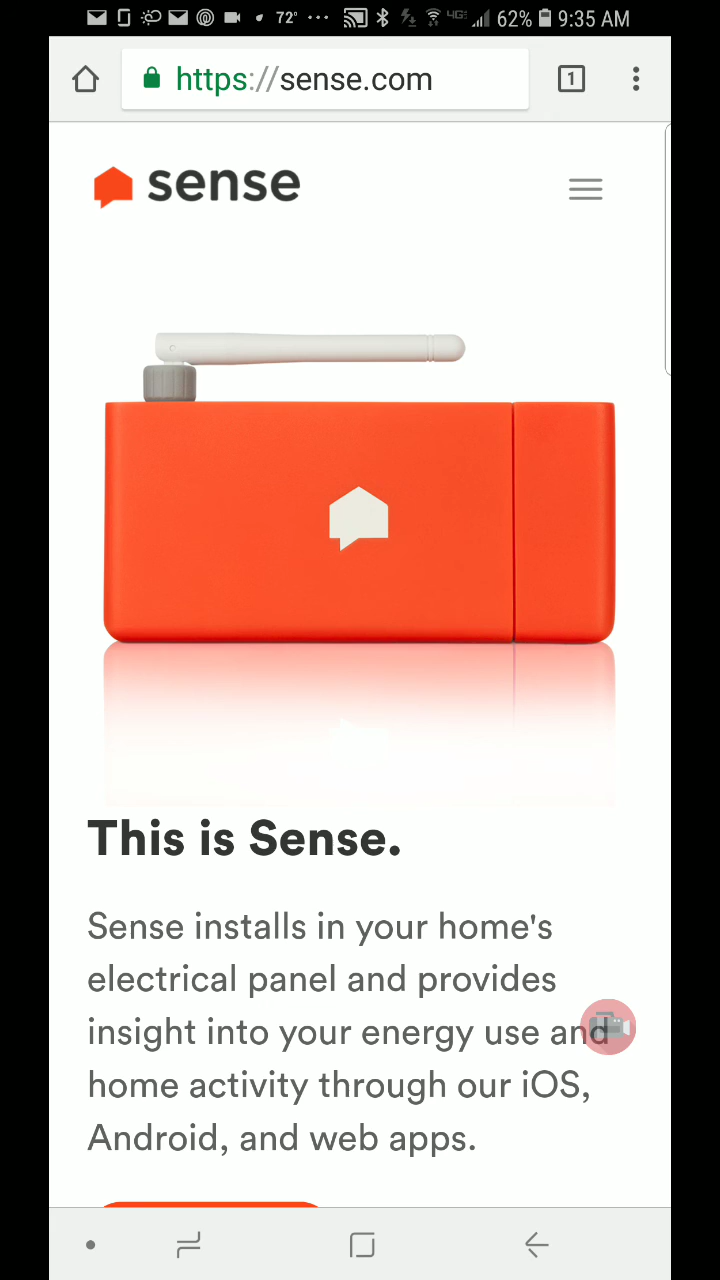 72° 4G 62% 9:35 AM
https://sense.com 1
sense
This is Sense.
Sense installs in your home's
electrical panel and provides
insight into your energy use and
home activity through our iOS,
Android, and web apps.